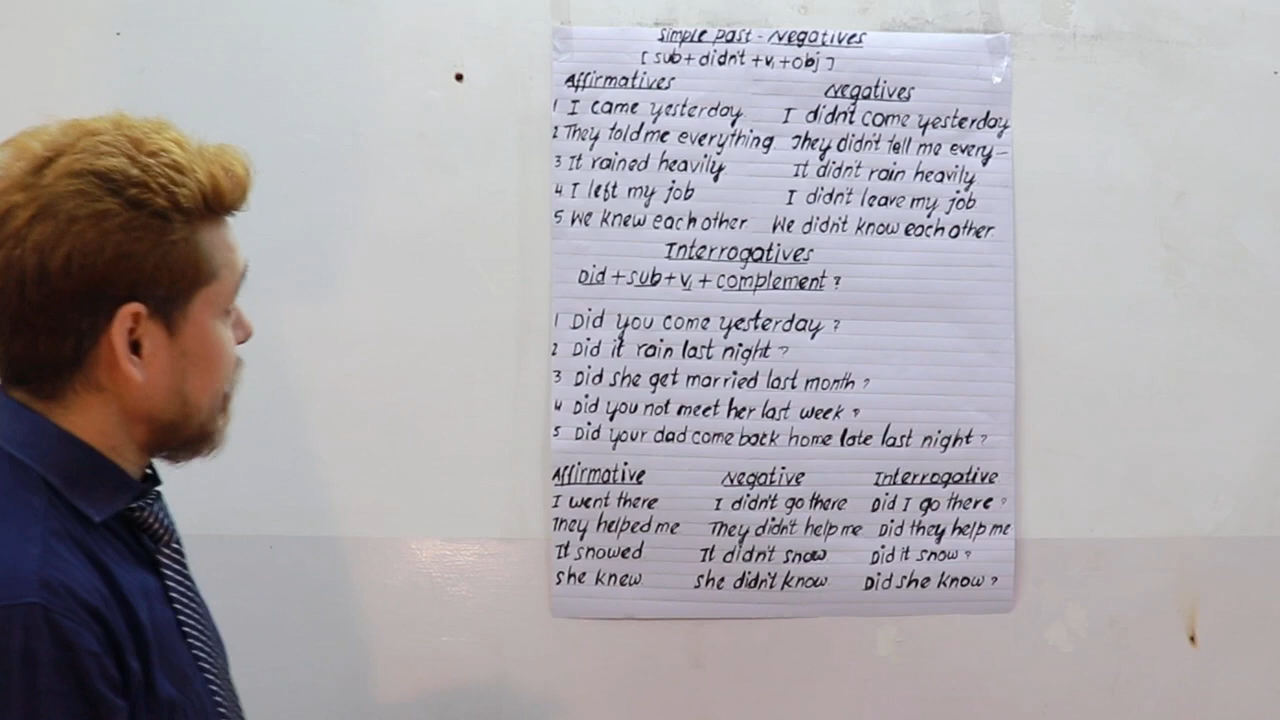 Simple past - Negatives
[ sub + didn't + V1 + obj ]
Affirmatives Negatives
1 I came yesterday I didn't come yesterday
2 They told me everything They didn't tell me every—
3 It rained heavily It didn't rain heavily
4 I left my job I didn't leave my job
5. We knew each other We didn't know each other
Interrogatives
Did + sub + V1 + complement ?
1 Did you come yesterday ?
2 Did it rain last night ?
3 Did she get married last month ?
4 Did you not meet her last week ?
5 Did your dad come back home late last night ?
Affirmative Negative Interrogative
I went there I didn't go there Did I go there ?
They helped me They didn't help me Did they help me
It snowed It didn't snow Did it snow ?
She knew She didn't know Did she know ?